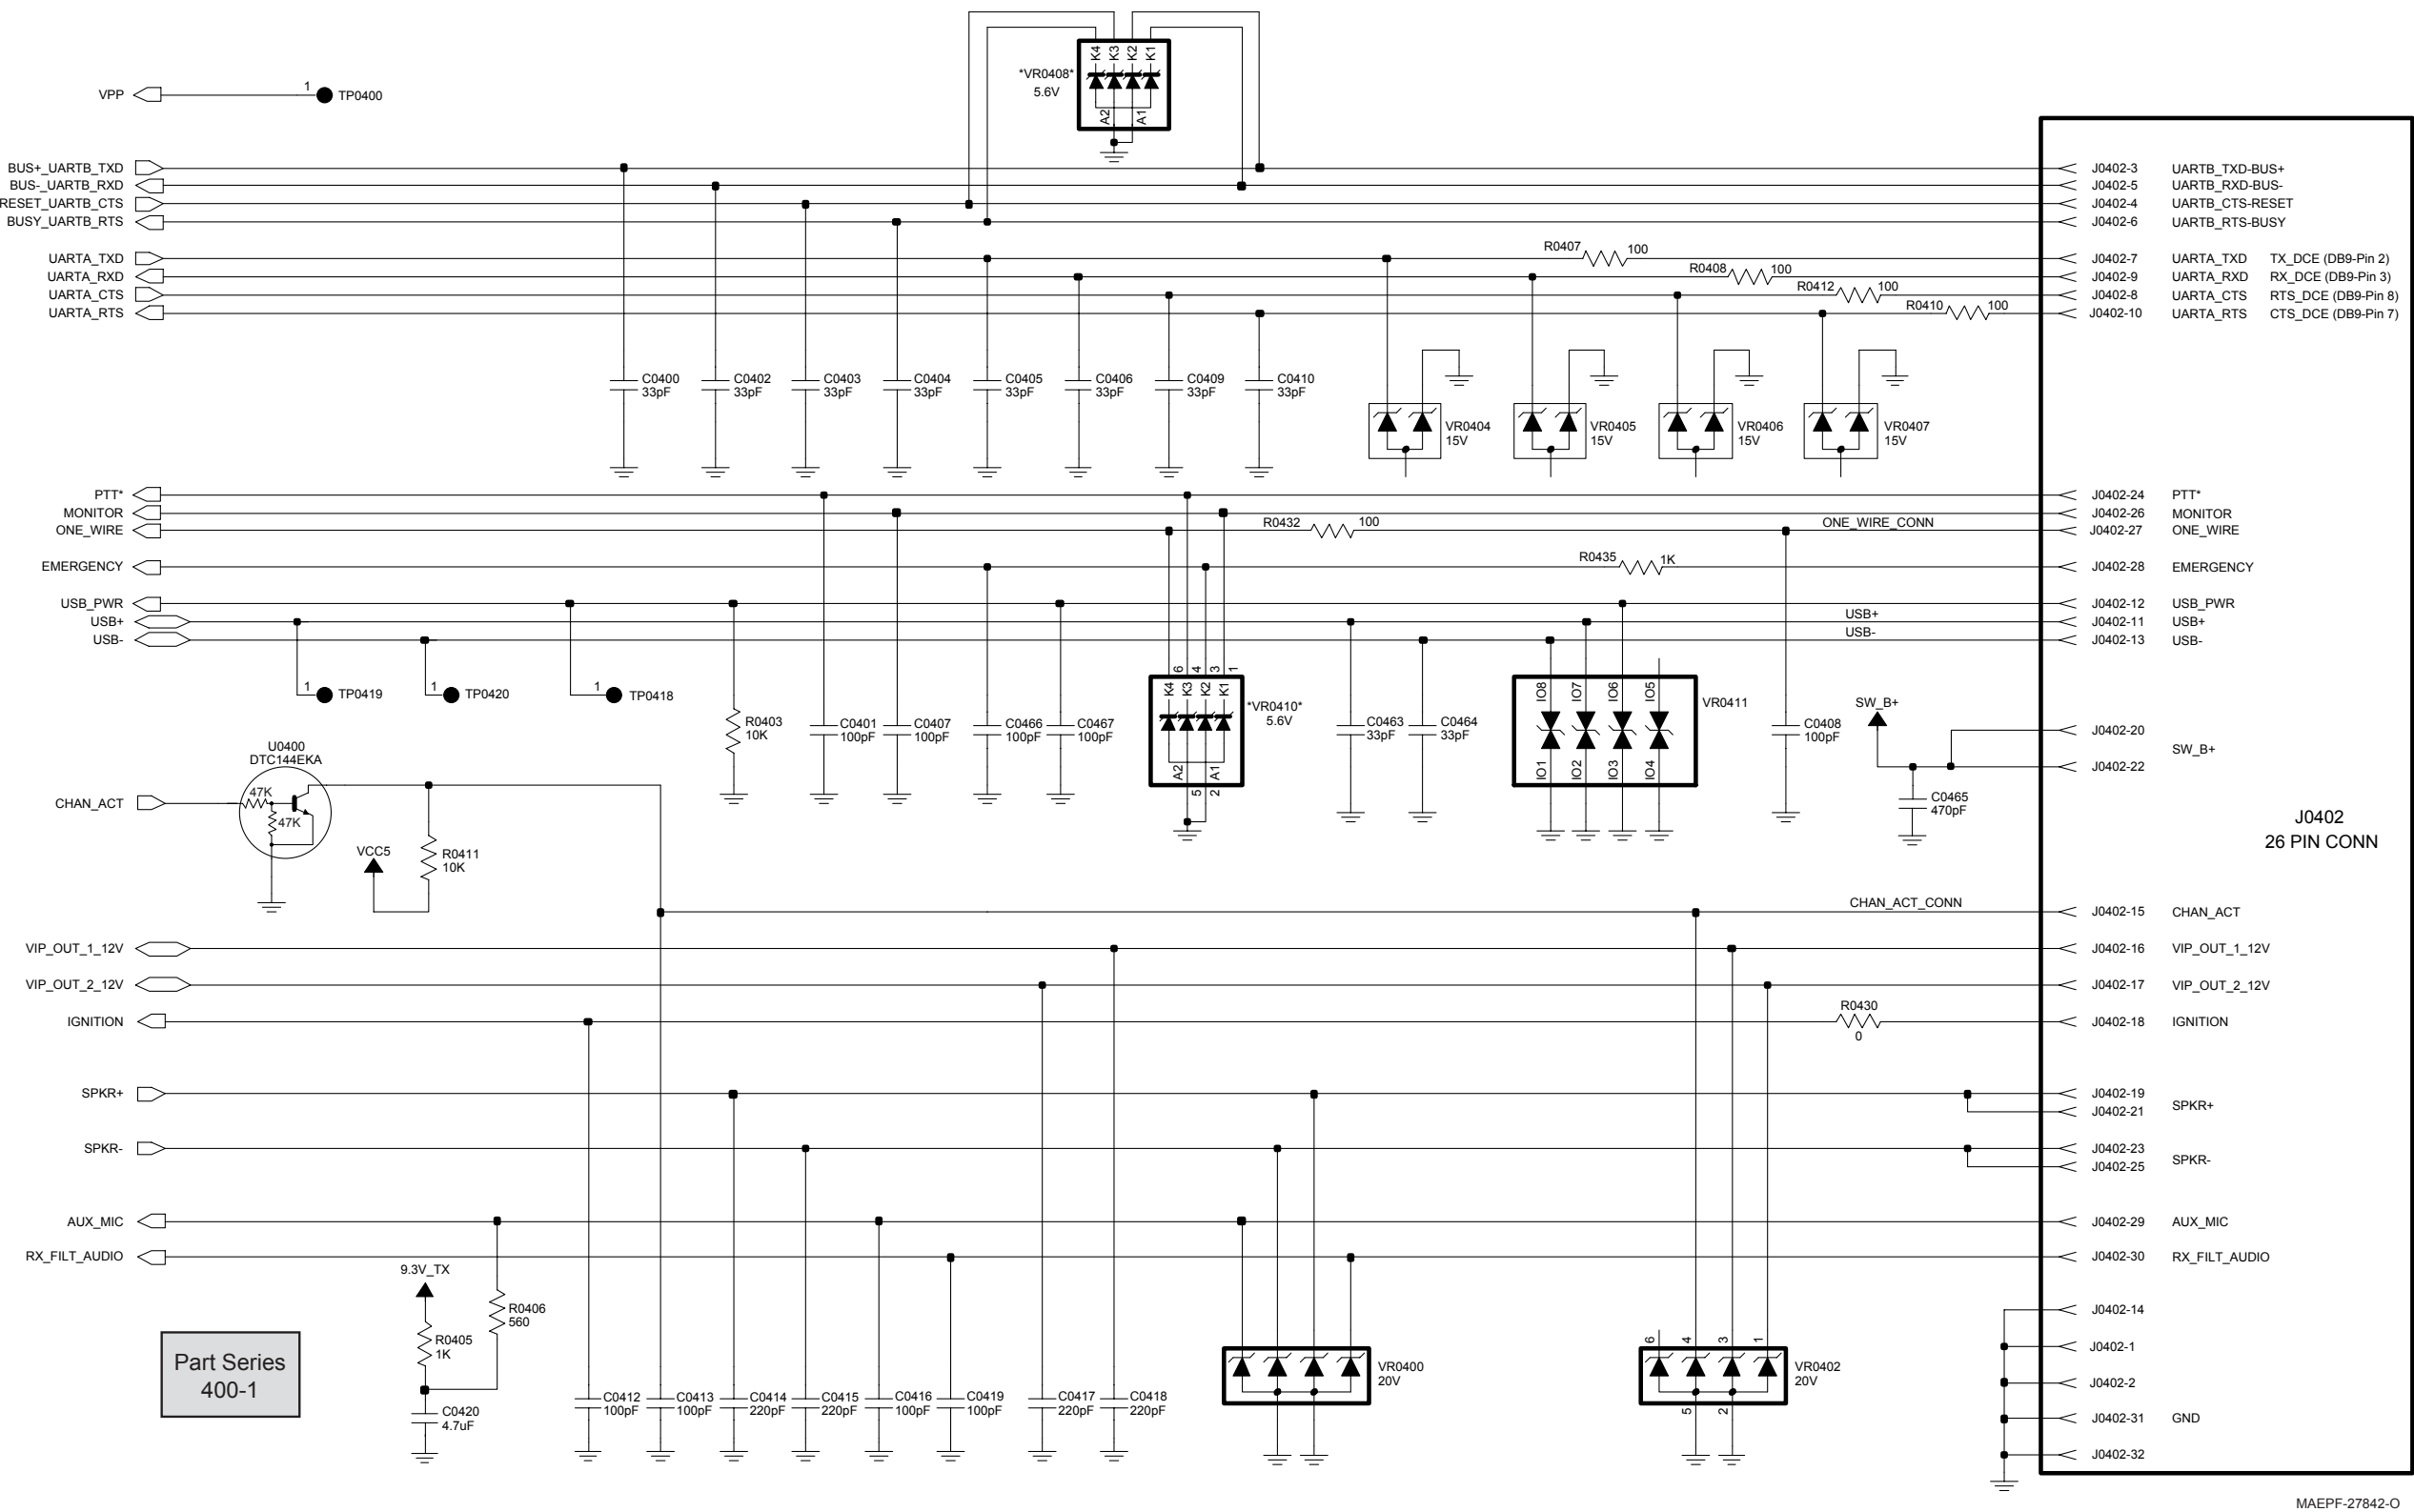 K4 K3 K2 K1
*VR0408*
5.6V
A2 A1
VPP 1 TP0400
BUS+_UARTB_TXD J0402-3 UARTB_TXD-BUS+
BUS-_UARTB_RXD J0402-5 UARTB_RXD-BUS-
RESET_UARTB_CTS J0402-4 UARTB_CTS-RESET
BUSY_UARTB_RTS J0402-6 UARTB_RTS-BUSY
UARTA_TXD R0407 100 J0402-7 UARTA_TXD TX_DCE (DB9-Pin 2)
UARTA_RXD R0408 100 J0402-9 UARTA_RXD RX_DCE (DB9-Pin 3)
UARTA_CTS R0412 100 J0402-8 UARTA_CTS RTS_DCE (DB9-Pin 8)
UARTA_RTS R0410 100 J0402-10 UARTA_RTS CTS_DCE (DB9-Pin 7)
C0400 C0402 C0403 C0404 C0405 C0406 C0409 C0410
33pF 33pF 33pF 33pF 33pF 33pF 33pF 33pF
VR0404 VR0405 VR0406 VR0407
15V 15V 15V 15V
PTT* J0402-24 PTT*
MONITOR J0402-26 MONITOR
ONE_WIRE R0432 100 ONE_WIRE_CONN J0402-27 ONE_WIRE
EMERGENCY R0435 1K J0402-28 EMERGENCY
USB_PWR J0402-12 USB_PWR
USB+ USB+ J0402-11 USB+
USB- USB- J0402-13 USB-
6 4 3 1
1 TP0419 1 TP0420 1 TP0418
K4 K3 K2 K1
IO8 IO7 IO6 IO5
*VR0410*
5.6V
VR0411
SW_B+
R0403 C0401 C0407 C0466 C0467 C0463 C0464 C0408
10K 100pF 100pF 100pF 100pF 33pF 33pF 100pF
J0402-20
SW_B+
J0402-22
A2 A1
5 2
IO1 IO2 IO3 IO4
U0400
DTC144EKA
47K
CHAN_ACT
47K
C0465
470pF
J0402
26 PIN CONN
VCC5
R0411
10K
CHAN_ACT_CONN J0402-15 CHAN_ACT
VIP_OUT_1_12V J0402-16 VIP_OUT_1_12V
VIP_OUT_2_12V J0402-17 VIP_OUT_2_12V
R0430
IGNITION J0402-18 IGNITION
0
SPKR+ J0402-19
J0402-21 SPKR+
SPKR- J0402-23
J0402-25 SPKR-
AUX_MIC J0402-29 AUX_MIC
RX_FILT_AUDIO J0402-30 RX_FILT_AUDIO
9.3V_TX
R0406
560
R0405
1K
J0402-14
J0402-1
Part Series
400-1
6 4 3 1
VR0400
20V
VR0402
20V
5 2
J0402-2
C0420
4.7uF
C0412 C0413 C0414 C0415 C0416 C0419 C0417 C0418
100pF 100pF 220pF 220pF 100pF 100pF 220pF 220pF
J0402-31 GND
J0402-32
MAEPF-27842-O